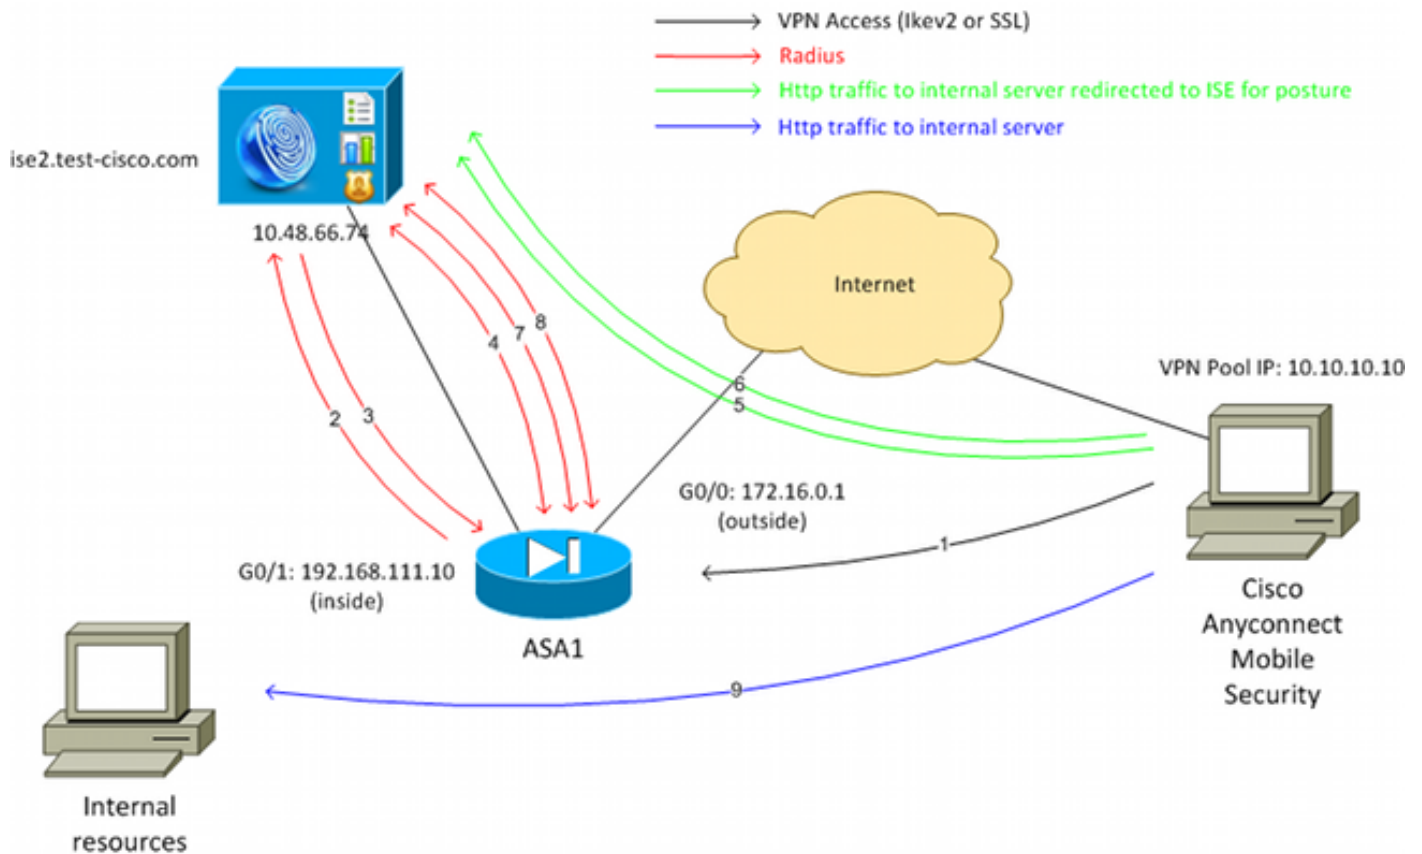 VPN Access (Ikev2 or SSL)
Radius
Http traffic to internal server redirected to ISE for posture
Http traffic to internal server
ise2.test-cisco.com
10.48.66.74
Internet
VPN Pool IP: 10.10.10.10
4
7
8
2
3
6
5
G0/0: 172.16.0.1
(outside)
1
G0/1: 192.168.111.10
(inside)
ASA1
Cisco
Anyconnect
Mobile
Security
9
Internal
resources